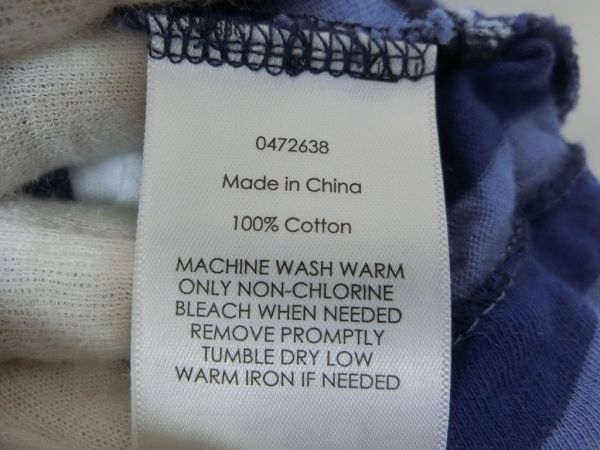 0472638
Made in China
100% Cotton
MACHINE WASH WARM
ONLY NON-CHLORINE
BLEACH WHEN NEEDED
REMOVE PROMPTLY
TUMBLE DRY LOW
WARM IRON IF NEEDED